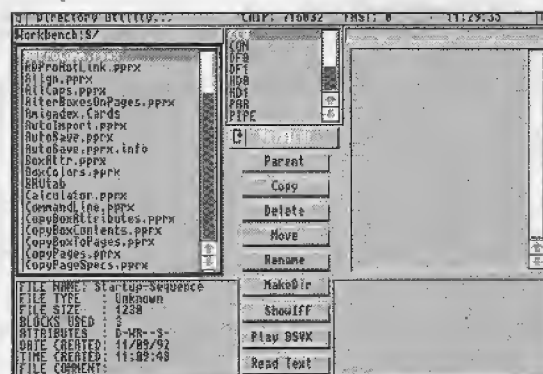 Directory Utility... CHIP: 716032 FAST: 0 11:29:35
Workbench:S/
ADProHotLink.pprx
Align.pprx
AllCaps.pprx
AlterBoxesOnPages.pprx
Amigadex.Cards
AutoImport.pprx
AutoSave.pprx
AutoSave.pprx.info
BoxAttr.pprx
BoxColors.pprx
BRUtab
Calculator.pprx
CommandLine.pprx
CopyBoxAttributes.pprx
CopyBoxContents.pprx
CopyBoxToPages.pprx
CopyPages.pprx
CopyPageSpecs.pprx
CON
DF0
DF1
HD0
HD1
PAR
PIPE
Parent
Copy
Delete
Move
Rename
MakeDir
ShowIFF
Play 8SVX
Read Text
FILE NAME: Startup-Sequence
FILE TYPE : Unknown
FILE SIZE : 1230
BLOCKS USED : 3
ATTRIBUTES : D-WR--S-
DATE CREATED: 11/09/92
TIME CREATED: 11:09:48
FILE COMMENT: